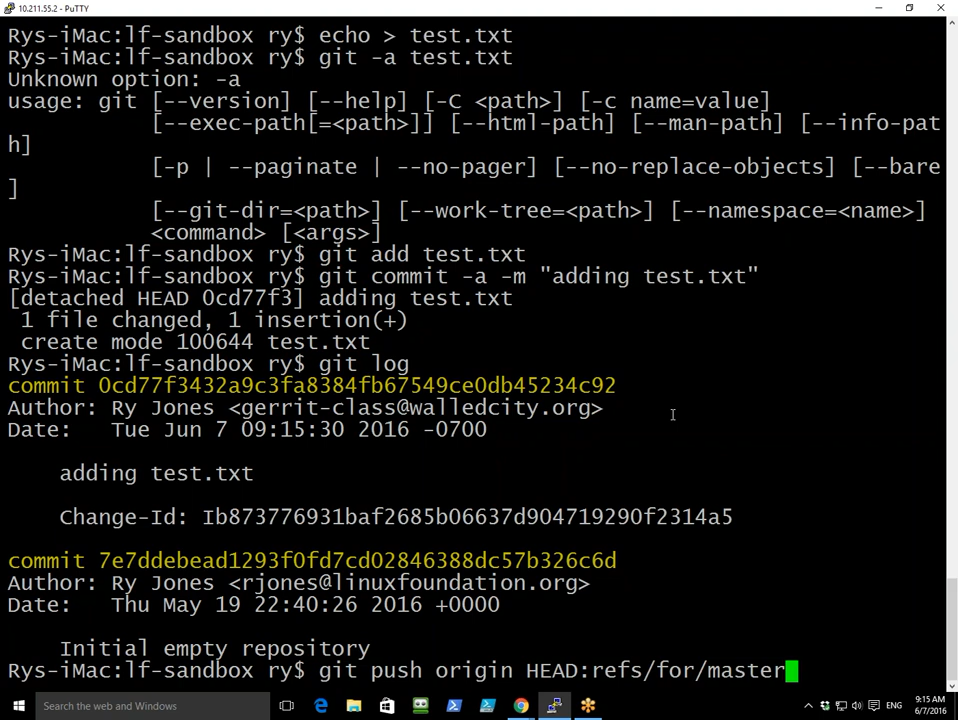 10.211.55.2 - PuTTY
Rys-iMac:lf-sandbox ry$ echo > test.txt
Rys-iMac:lf-sandbox ry$ git -a test.txt
Unknown option: -a
usage: git [--version] [--help] [-C <path>] [-c name=value]
           [--exec-path[=<path>]] [--html-path] [--man-path] [--info-pat
h]
           [-p | --paginate | --no-pager] [--no-replace-objects] [--bare
]
           [--git-dir=<path>] [--work-tree=<path>] [--namespace=<name>]
           <command> [<args>]
Rys-iMac:lf-sandbox ry$ git add test.txt
Rys-iMac:lf-sandbox ry$ git commit -a -m "adding test.txt"
[detached HEAD 0cd77f3] adding test.txt
 1 file changed, 1 insertion(+)
 create mode 100644 test.txt
Rys-iMac:lf-sandbox ry$ git log
commit 0cd77f3432a9c3fa8384fb67549ce0db45234c92
Author: Ry Jones <gerrit-class@walledcity.org>
Date:   Tue Jun 7 09:15:30 2016 -0700
    adding test.txt
    Change-Id: Ib873776931baf2685b06637d904719290f2314a5
commit 7e7ddebead1293f0fd7cd02846388dc57b326c6d
Author: Ry Jones <rjones@linuxfoundation.org>
Date:   Thu May 19 22:40:26 2016 +0000
    Initial empty repository
Rys-iMac:lf-sandbox ry$ git push origin HEAD:refs/for/master
Search the web and Windows
ENG
9:15 AM
6/7/2016